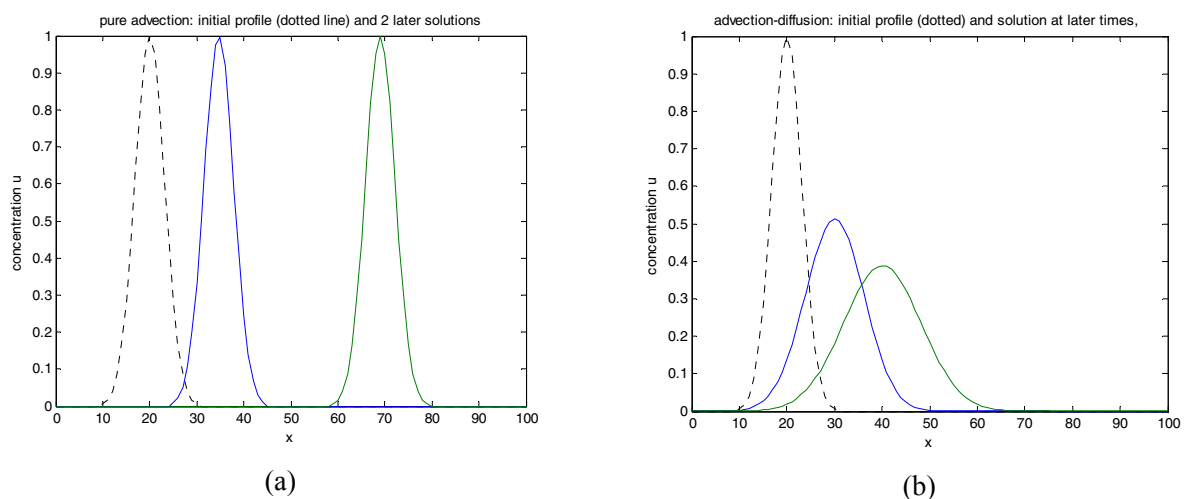 pure advection: initial profile (dotted line) and 2 later solutions
1
0.9
0.8
0.7
0.6
0.5
0.4
0.3
0.2
0.1
0
concentration u
0 10 20 30 40 50 60 70 80 90 100
x
(a)
advection-diffusion: initial profile (dotted) and solution at later times,
1
0.9
0.8
0.7
0.6
0.5
0.4
0.3
0.2
0.1
0
concentration u
0 10 20 30 40 50 60 70 80 90 100
x
(b)